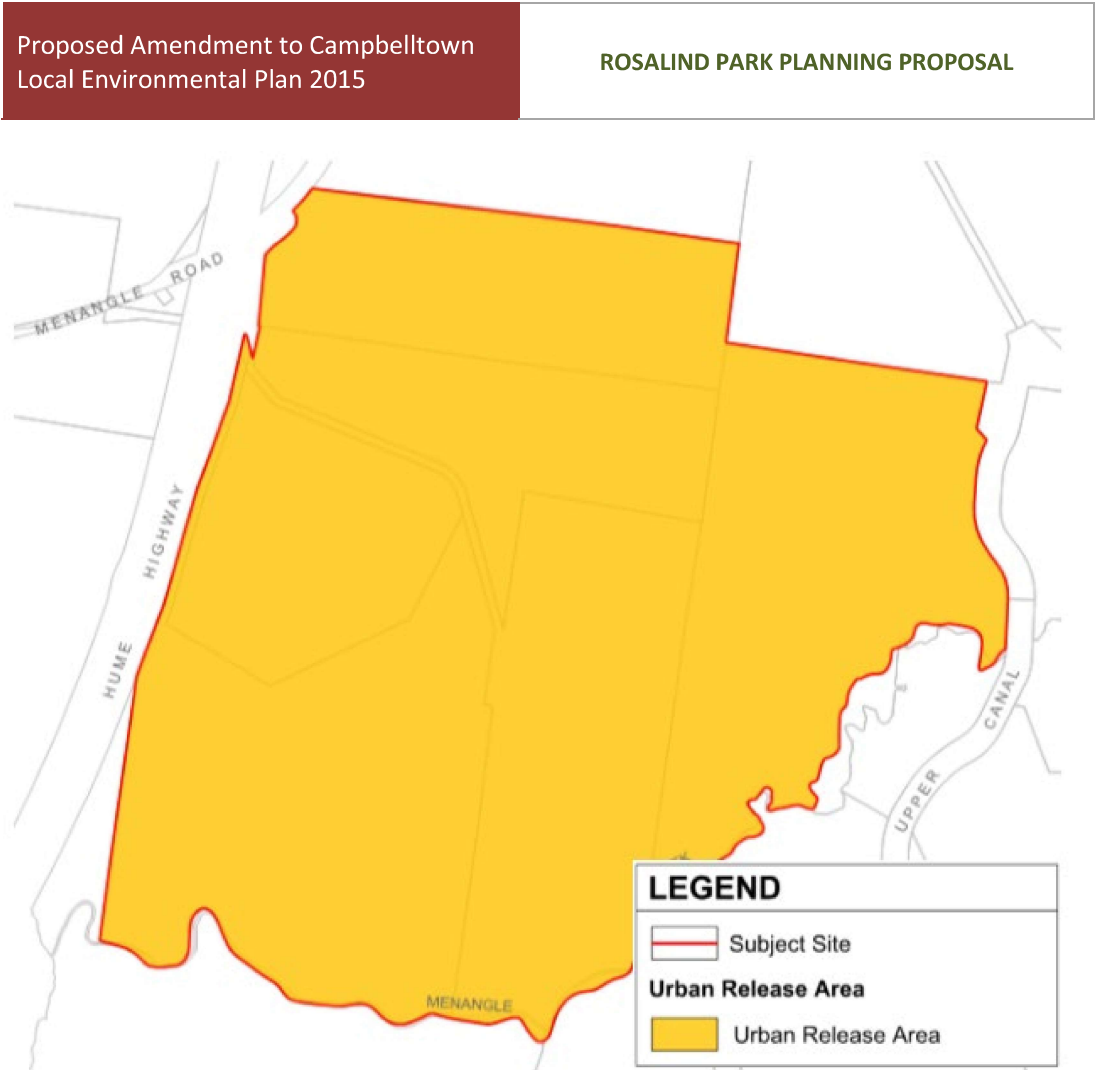 Proposed Amendment to Campbelltown
Local Environmental Plan 2015
ROSALIND PARK PLANNING PROPOSAL
MENANGLE ROAD
HUME HIGHWAY
UPPER CANAL
MENANGLE
LEGEND
Subject Site
Urban Release Area
Urban Release Area